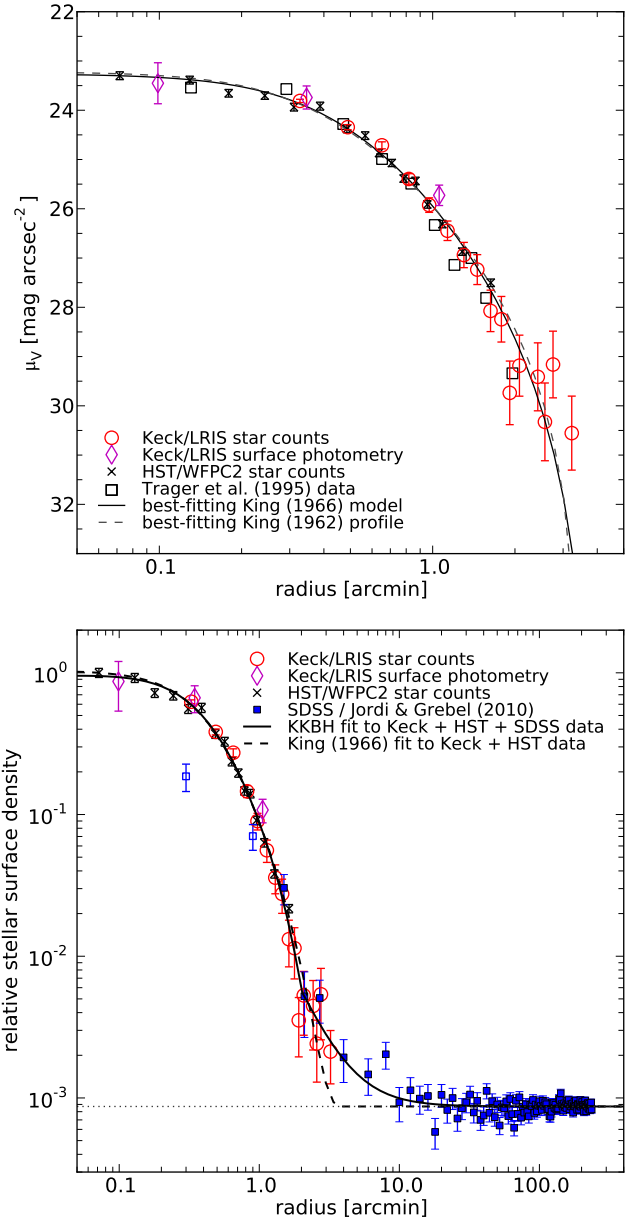 22
24
26
28
30
32
μV [mag arcsec−2]
Keck/LRIS star counts
Keck/LRIS surface photometry
HST/WFPC2 star counts
Trager et al. (1995) data
best-fitting King (1966) model
best-fitting King (1962) profile
0.1
1.0
radius [arcmin]
Keck/LRIS star counts
Keck/LRIS surface photometry
HST/WFPC2 star counts
SDSS / Jordi & Grebel (2010)
KKBH fit to Keck + HST + SDSS data
King (1966) fit to Keck + HST data
10^0
10^-1
10^-2
10^-3
relative stellar surface density
0.1
1.0
10.0
100.0
radius [arcmin]